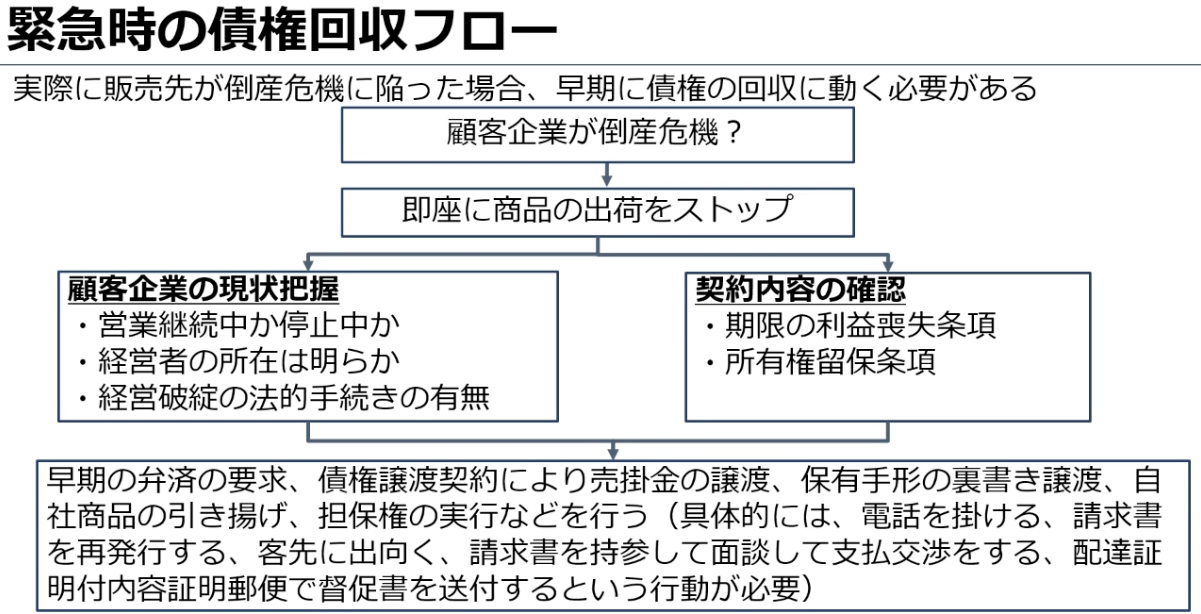 緊急時の債権回収フロー
実際に販売先が倒産危機に陥った場合、早期に債権の回収に動く必要がある
顧客企業が倒産危機？
即座に商品の出荷をストップ
顧客企業の現状把握
・営業継続中か停止中か
・経営者の所在は明らか
・経営破綻の法的手続きの有無
契約内容の確認
・期限の利益喪失条項
・所有権留保条項
早期の弁済の要求、債権譲渡契約により売掛金の譲渡、保有手形の裏書き譲渡、自
社商品の引き揚げ、担保権の実行などを行う（具体的には、電話を掛ける、請求書
を再発行する、客先に出向く、請求書を持参して面談して支払交渉をする、配達証
明付内容証明郵便で督促書を送付するという行動が必要）